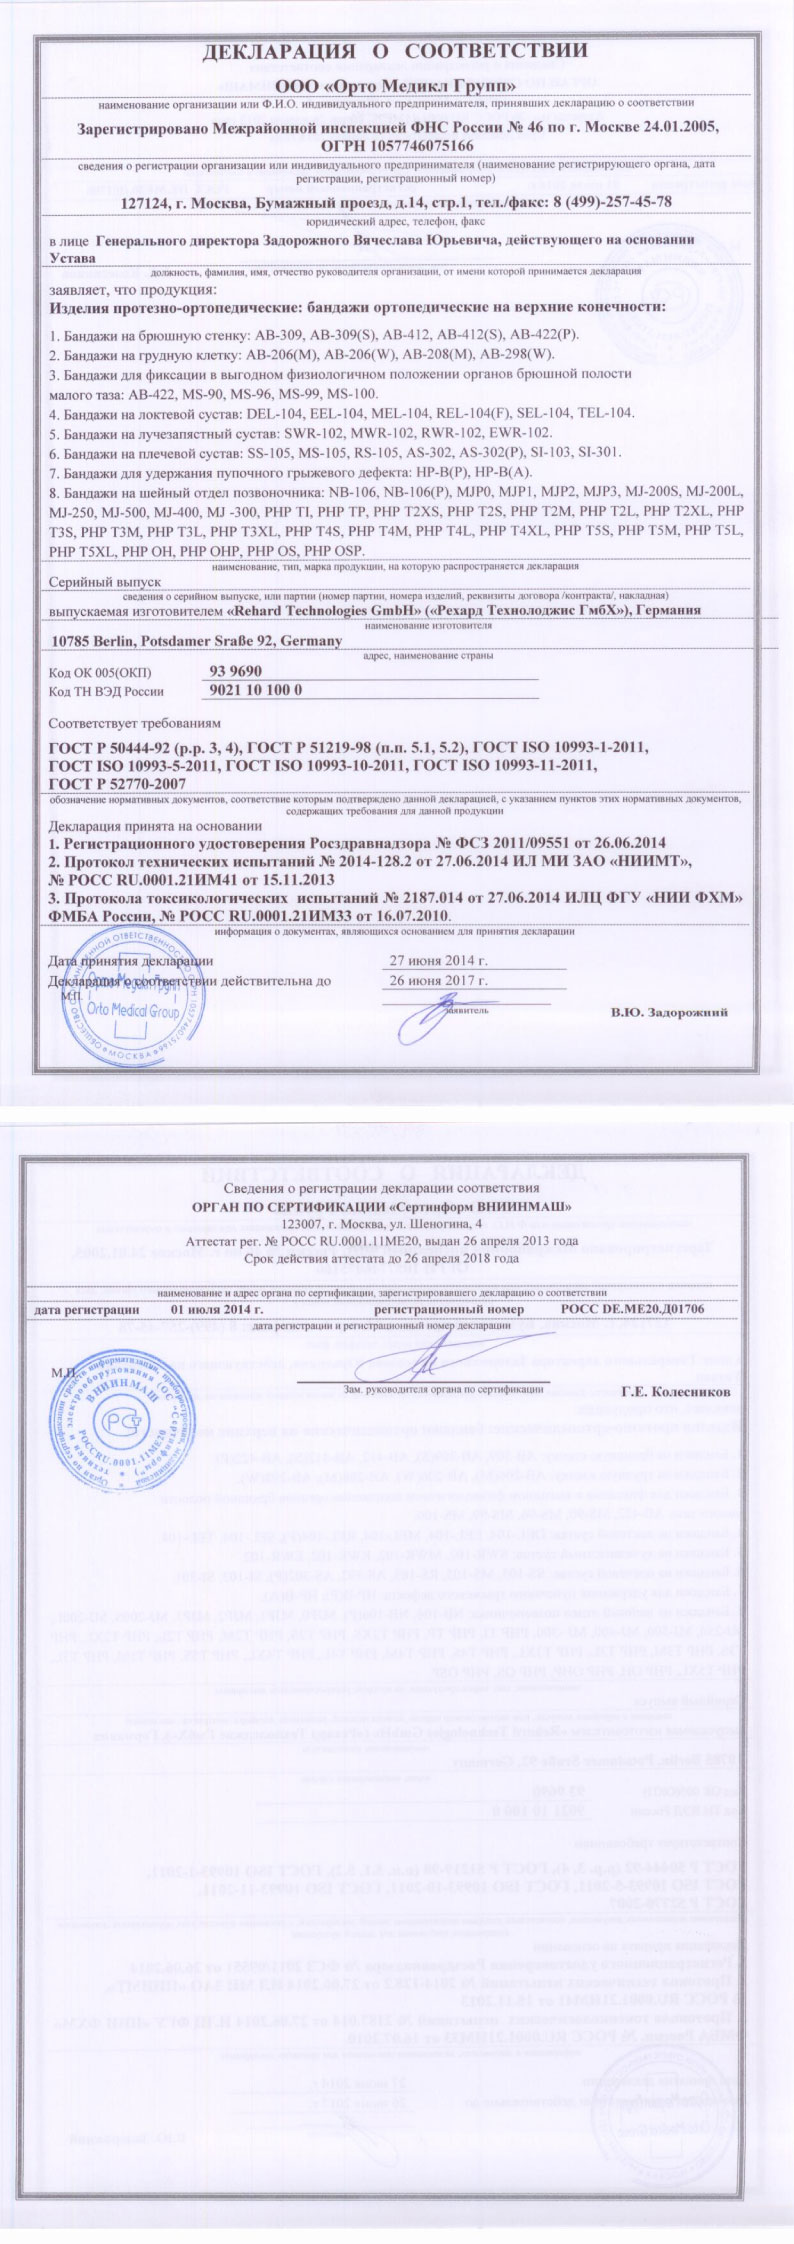 ДЕКЛАРАЦИЯ О СООТВЕТСТВИИ
ООО «Орто Медикл Групп»
наименование организации или Ф.И.О. индивидуального предпринимателя, принявших декларацию о соответствии
Зарегистрировано Межрайонной инспекцией ФНС России № 46 по г. Москве 24.01.2005,
ОГРН 1057746075166
сведения о регистрации организации или индивидуального предпринимателя (наименование регистрирующего органа, дата
регистрации, регистрационный номер)
127124, г. Москва, Бумажный проезд, д.14, стр.1, тел./факс: 8 (499)-257-45-78
юридический адрес, телефон, факс
в лице Генерального директора Задорожного Вячеслава Юрьевича, действующего на основании
Устава
должность, фамилия, имя, отчество руководителя организации, от имени которой принимается декларация
заявляет, что продукция:
Изделия протезно-ортопедические: бандажи ортопедические на верхние конечности:
1. Бандажи на брюшную стенку: AB-309, AB-309(S), AB-412, AB-412(S), AB-422(P).
2. Бандажи на грудную клетку: AB-206(M), AB-206(W), AB-208(M), AB-298(W).
3. Бандажи для фиксации в выгодном физиологичном положении органов брюшной полости
малого таза: AB-422, MS-90, MS-96, MS-99, MS-100.
4. Бандажи на локтевой сустав: DEL-104, EEL-104, MEL-104, REL-104(F), SEL-104, TEL-104.
5. Бандажи на лучезапястный сустав: SWR-102, MWR-102, RWR-102, EWR-102.
6. Бандажи на плечевой сустав: SS-105, MS-105, RS-105, AS-302, AS-302(P), SI-103, SI-301.
7. Бандажи для удержания пупочного грыжевого дефекта: HP-B(P), HP-B(A).
8. Бандажи на шейный отдел позвоночника: NB-106, NB-106(P), MJP0, MJP1, MJP2, MJP3, MJ-200S, MJ-200L,
MJ-250, MJ-500, MJ-400, MJ -300, PHP TI, PHP TP, PHP T2XS, PHP T2S, PHP T2M, PHP T2L, PHP T2XL, PHP
T3S, PHP T3M, PHP T3L, PHP T3XL, PHP T4S, PHP T4M, PHP T4L, PHP T4XL, PHP T5S, PHP T5M, PHP T5L,
PHP T5XL, PHP OH, PHP OHP, PHP OS, PHP OSP.
наименование, тип, марка продукции, на которую распространяется декларация
Серийный выпуск
сведения о серийном выпуске, или партии (номер партии, номера изделий, реквизиты договора /контракта/, накладная)
выпускаемая изготовителем «Rehard Technologies GmbH» («Рехард Технолоджис ГмбХ»), Германия
наименование изготовителя
10785 Berlin, Potsdamer Sraße 92, Germany
адрес, наименование страны
Код ОК 005(ОКП) 93 9690
Код ТН ВЭД России 9021 10 100 0
Соответствует требованиям
ГОСТ Р 50444-92 (р.р. 3, 4), ГОСТ Р 51219-98 (п.п. 5.1, 5.2), ГОСТ ISO 10993-1-2011,
ГОСТ ISO 10993-5-2011, ГОСТ ISO 10993-10-2011, ГОСТ ISO 10993-11-2011,
ГОСТ Р 52770-2007
обозначение нормативных документов, соответствие которым подтверждено данной декларацией, с указанием пунктов этих нормативных документов,
содержащих требования для данной продукции
Декларация принята на основании
1. Регистрационного удостоверения Росздравнадзора № ФСЗ 2011/09551 от 26.06.2014
2. Протокол технических испытаний № 2014-128.2 от 27.06.2014 ИЛ МИ ЗАО «НИИМТ»,
№ РОСС RU.0001.21ИМ41 от 15.11.2013
3. Протокола токсикологических испытаний № 2187.014 от 27.06.2014 ИЛЦ ФГУ «НИИ ФХМ»
ФМБА России, № РОСС RU.0001.21ИМ33 от 16.07.2010.
информация о документах, являющихся основанием для принятия декларации
Дата принятия декларации 27 июня 2014 г.
Декларация о соответствии действительна до 26 июня 2017 г.
М.П.
заявитель
В.Ю. Задорожний
Орто Медикл Групп
Orto Medical Group
Сведения о регистрации декларации соответствия
ОРГАН ПО СЕРТИФИКАЦИИ «Сертинформ ВНИИНМАШ»
123007, г. Москва, ул. Шеногина, 4
Аттестат рег. № РОСС RU.0001.11МЕ20, выдан 26 апреля 2013 года
Срок действия аттестата до 26 апреля 2018 года
наименование и адрес органа по сертификации, зарегистрировавшего декларацию о соответствии
дата регистрации 01 июля 2014 г. регистрационный номер РОСС DE.МЕ20.Д01706
дата регистрации и регистрационный номер декларации
М.П.
Зам. руководителя органа по сертификации
Г.Е. Колесников
ВНИИНМАШ
РОСС RU.0001.11МЕ20